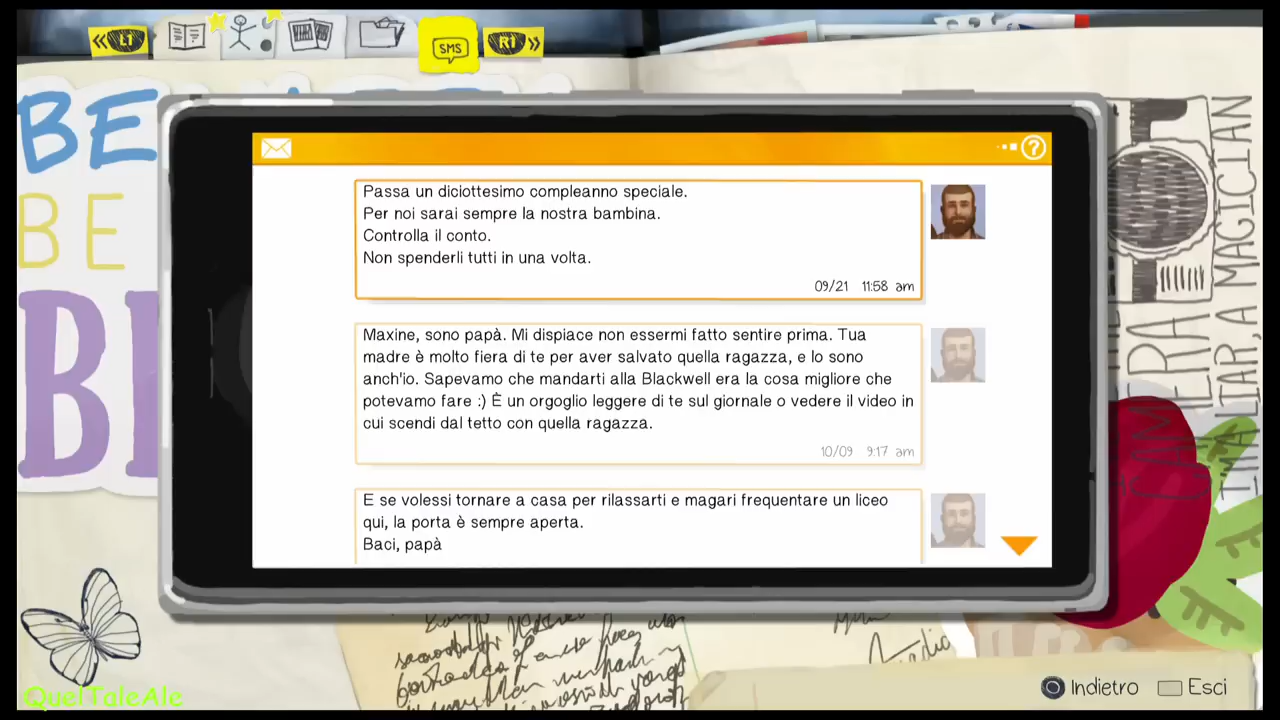 L1
SMS
R1
BE
BE
Passa un diciottesimo compleanno speciale.
Per noi sarai sempre la nostra bambina.
Controlla il conto.
Non spenderli tutti in una volta.
09/21 11:58 am
Maxine, sono papà. Mi dispiace non essermi fatto sentire prima. Tua
madre è molto fiera di te per aver salvato quella ragazza, e lo sono
anch'io. Sapevamo che mandarti alla Blackwell era la cosa migliore che
potevamo fare :) È un orgoglio leggere di te sul giornale o vedere il video in
cui scendi dal tetto con quella ragazza.
10/09 9:17 am
E se volessi tornare a casa per rilassarti e magari frequentare un liceo
qui, la porta è sempre aperta.
Baci, papà
LIAR, A MAGICIAN
QuelTaleAle
Indietro
Esci